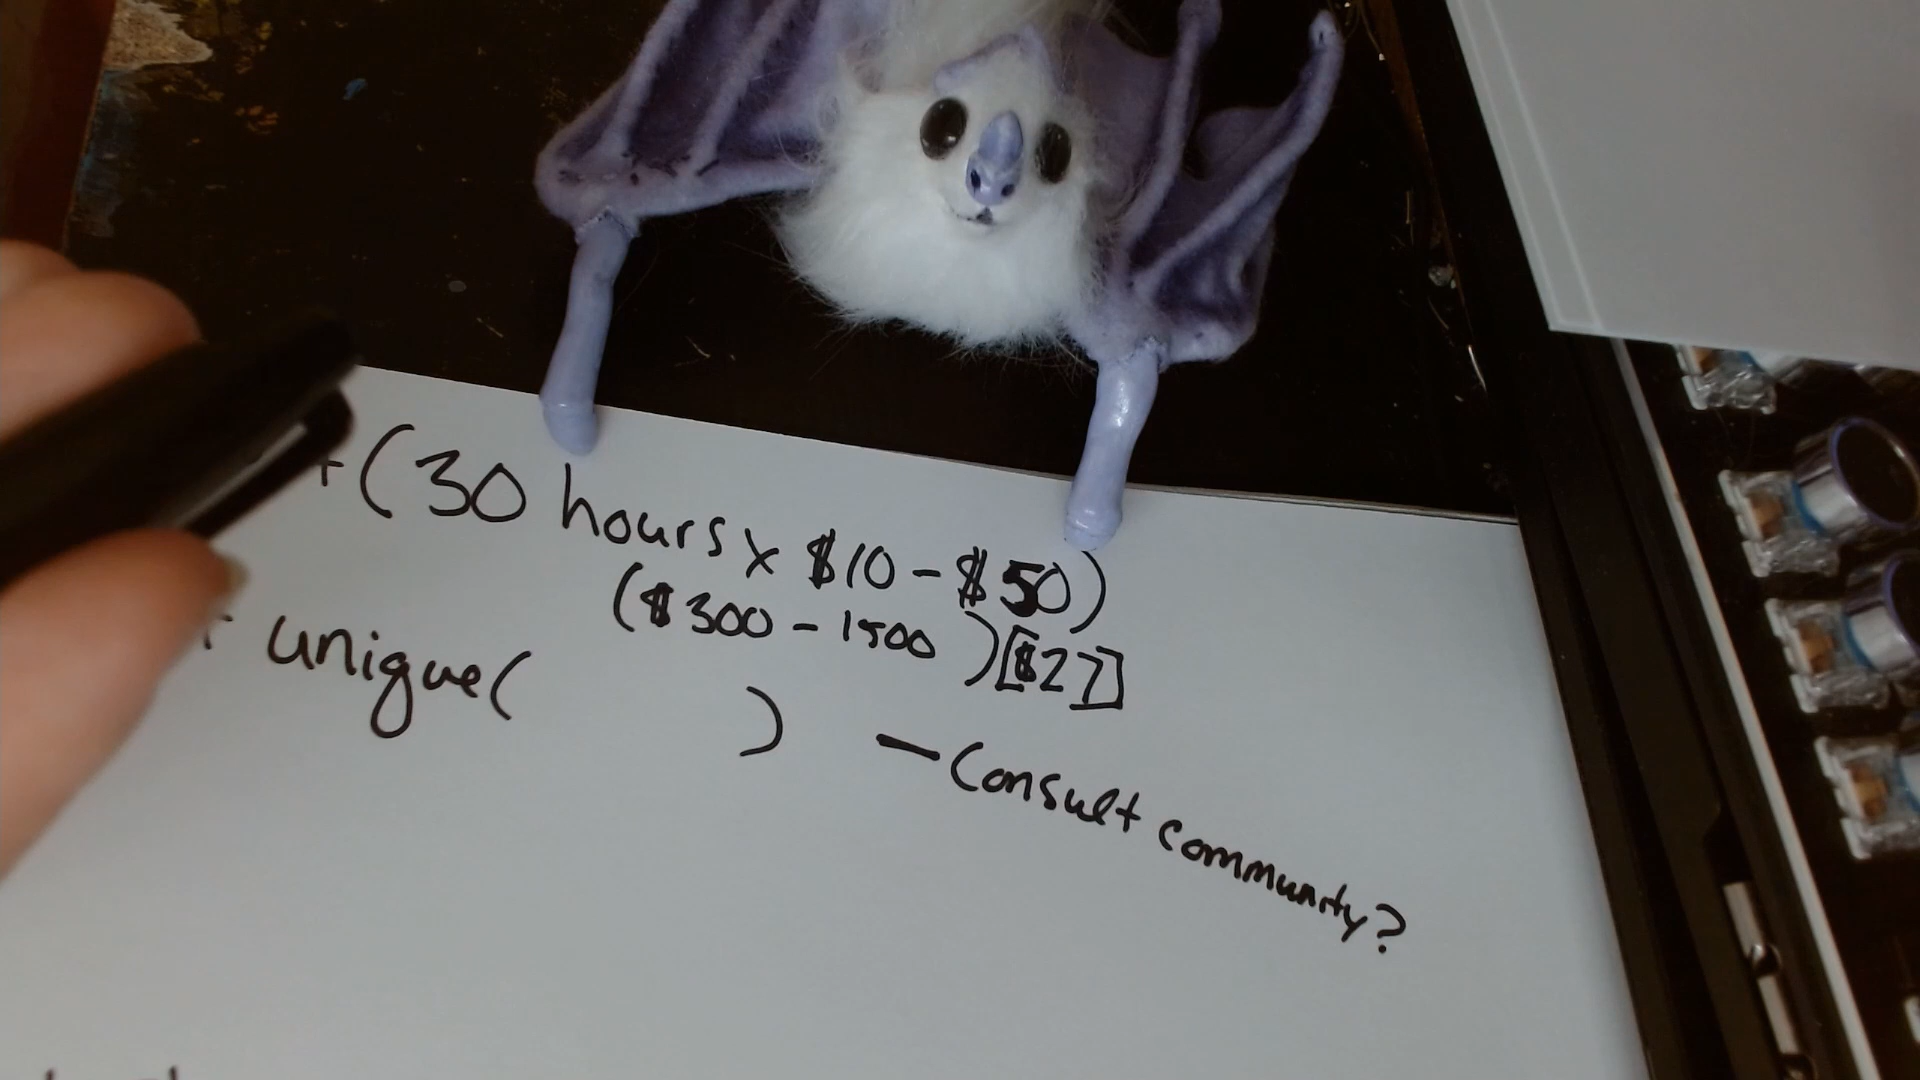 +(30 hours x $10 - $50)
($300 - 1500)[$27]
+ unique( )
- Consult community?